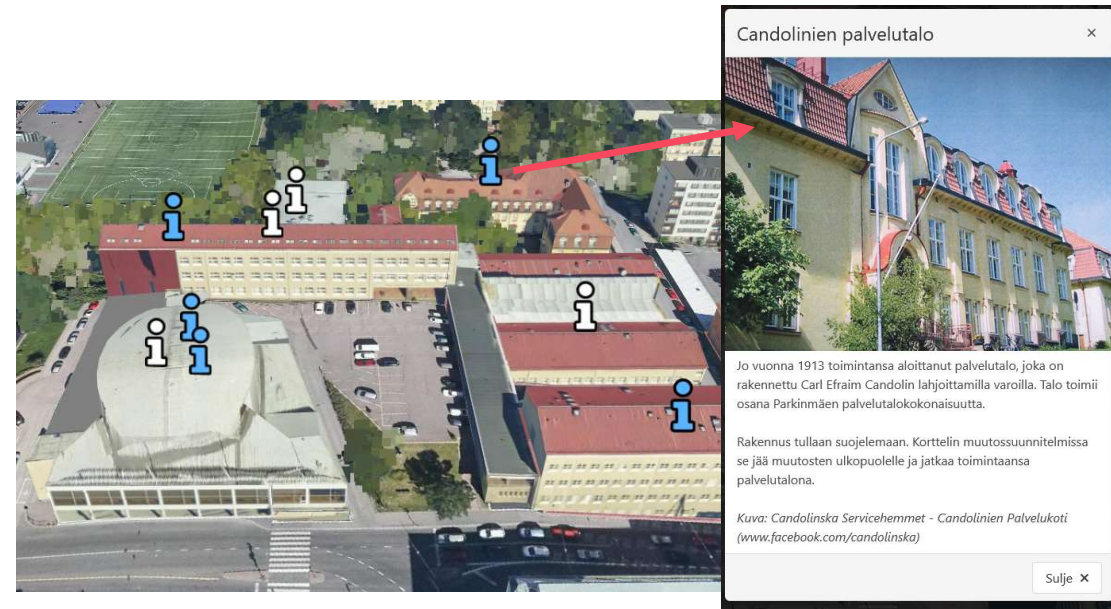 Candolinien palvelutalo ×
Jo vuonna 1913 toimintansa aloittanut palvelutalo, joka on
rakennettu Carl Efraim Candolin lahjoittamilla varoilla. Talo toimii
osana Parkinmäen palvelutalokokonaisuutta.
Rakennus tullaan suojelemaan. Korttelin muutossuunnitelmissa
se jää muutosten ulkopuolelle ja jatkaa toimintaansa
palvelutalona.
Kuva: Candolinska Servicehemmet - Candolinien Palvelukoti
(www.facebook.com/candolinska)
Sulje ×